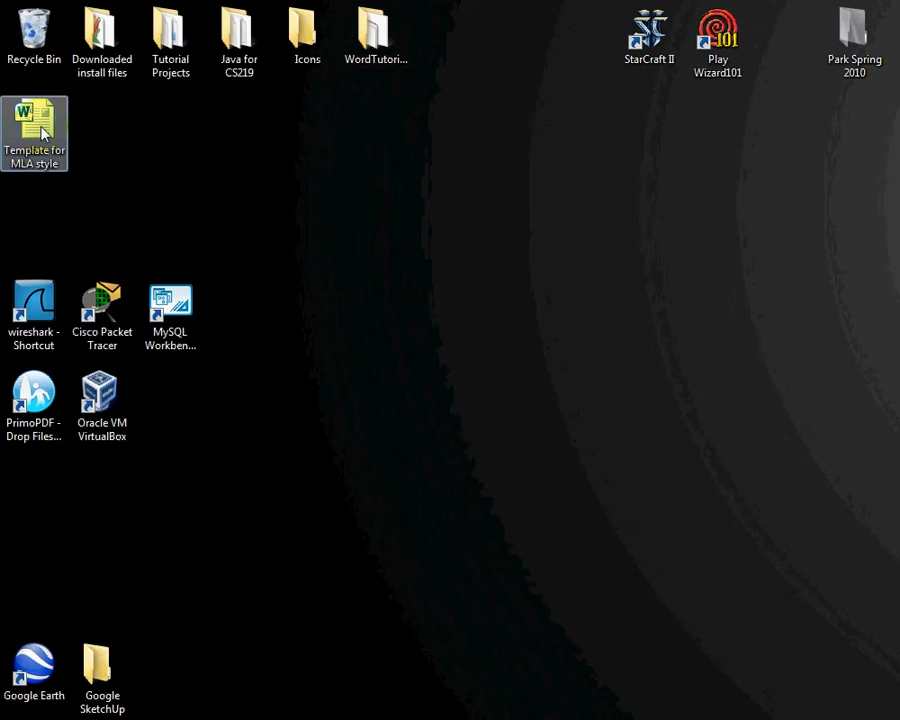 Recycle Bin
Downloaded
install files
Tutorial
Projects
Java for
CS219
Icons
WordTutori...
StarCraft II
101
Play
Wizard101
Park Spring
2010
W
Template for
MLA style
wireshark -
Shortcut
Cisco Packet
Tracer
MySQL
Workben...
PrimoPDF -
Drop Files...
Oracle VM
VirtualBox
Google Earth
Google
SketchUp